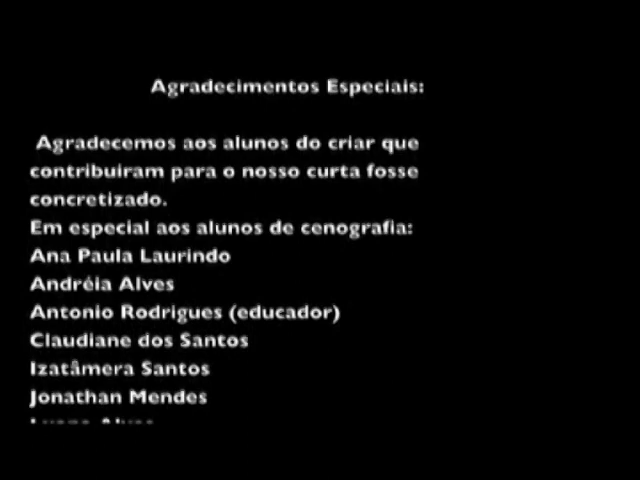 Agradecimentos Especiais:
Agradecemos aos alunos do criar que
contribuiram para o nosso curta fosse
concretizado.
Em especial aos alunos de cenografia:
Ana Paula Laurindo
Andréia Alves
Antonio Rodrigues (educador)
Claudiane dos Santos
Izatâmera Santos
Jonathan Mendes